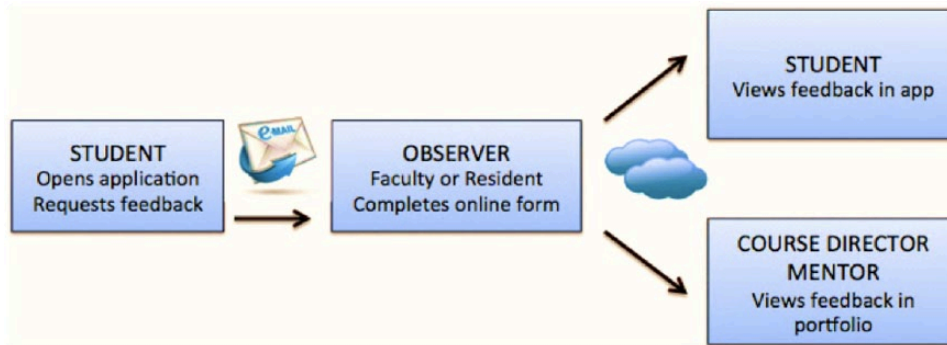 STUDENT
Opens application
Requests feedback
e-MAIL
OBSERVER
Faculty or Resident
Completes online form
STUDENT
Views feedback in app
COURSE DIRECTOR
MENTOR
Views feedback in
portfolio